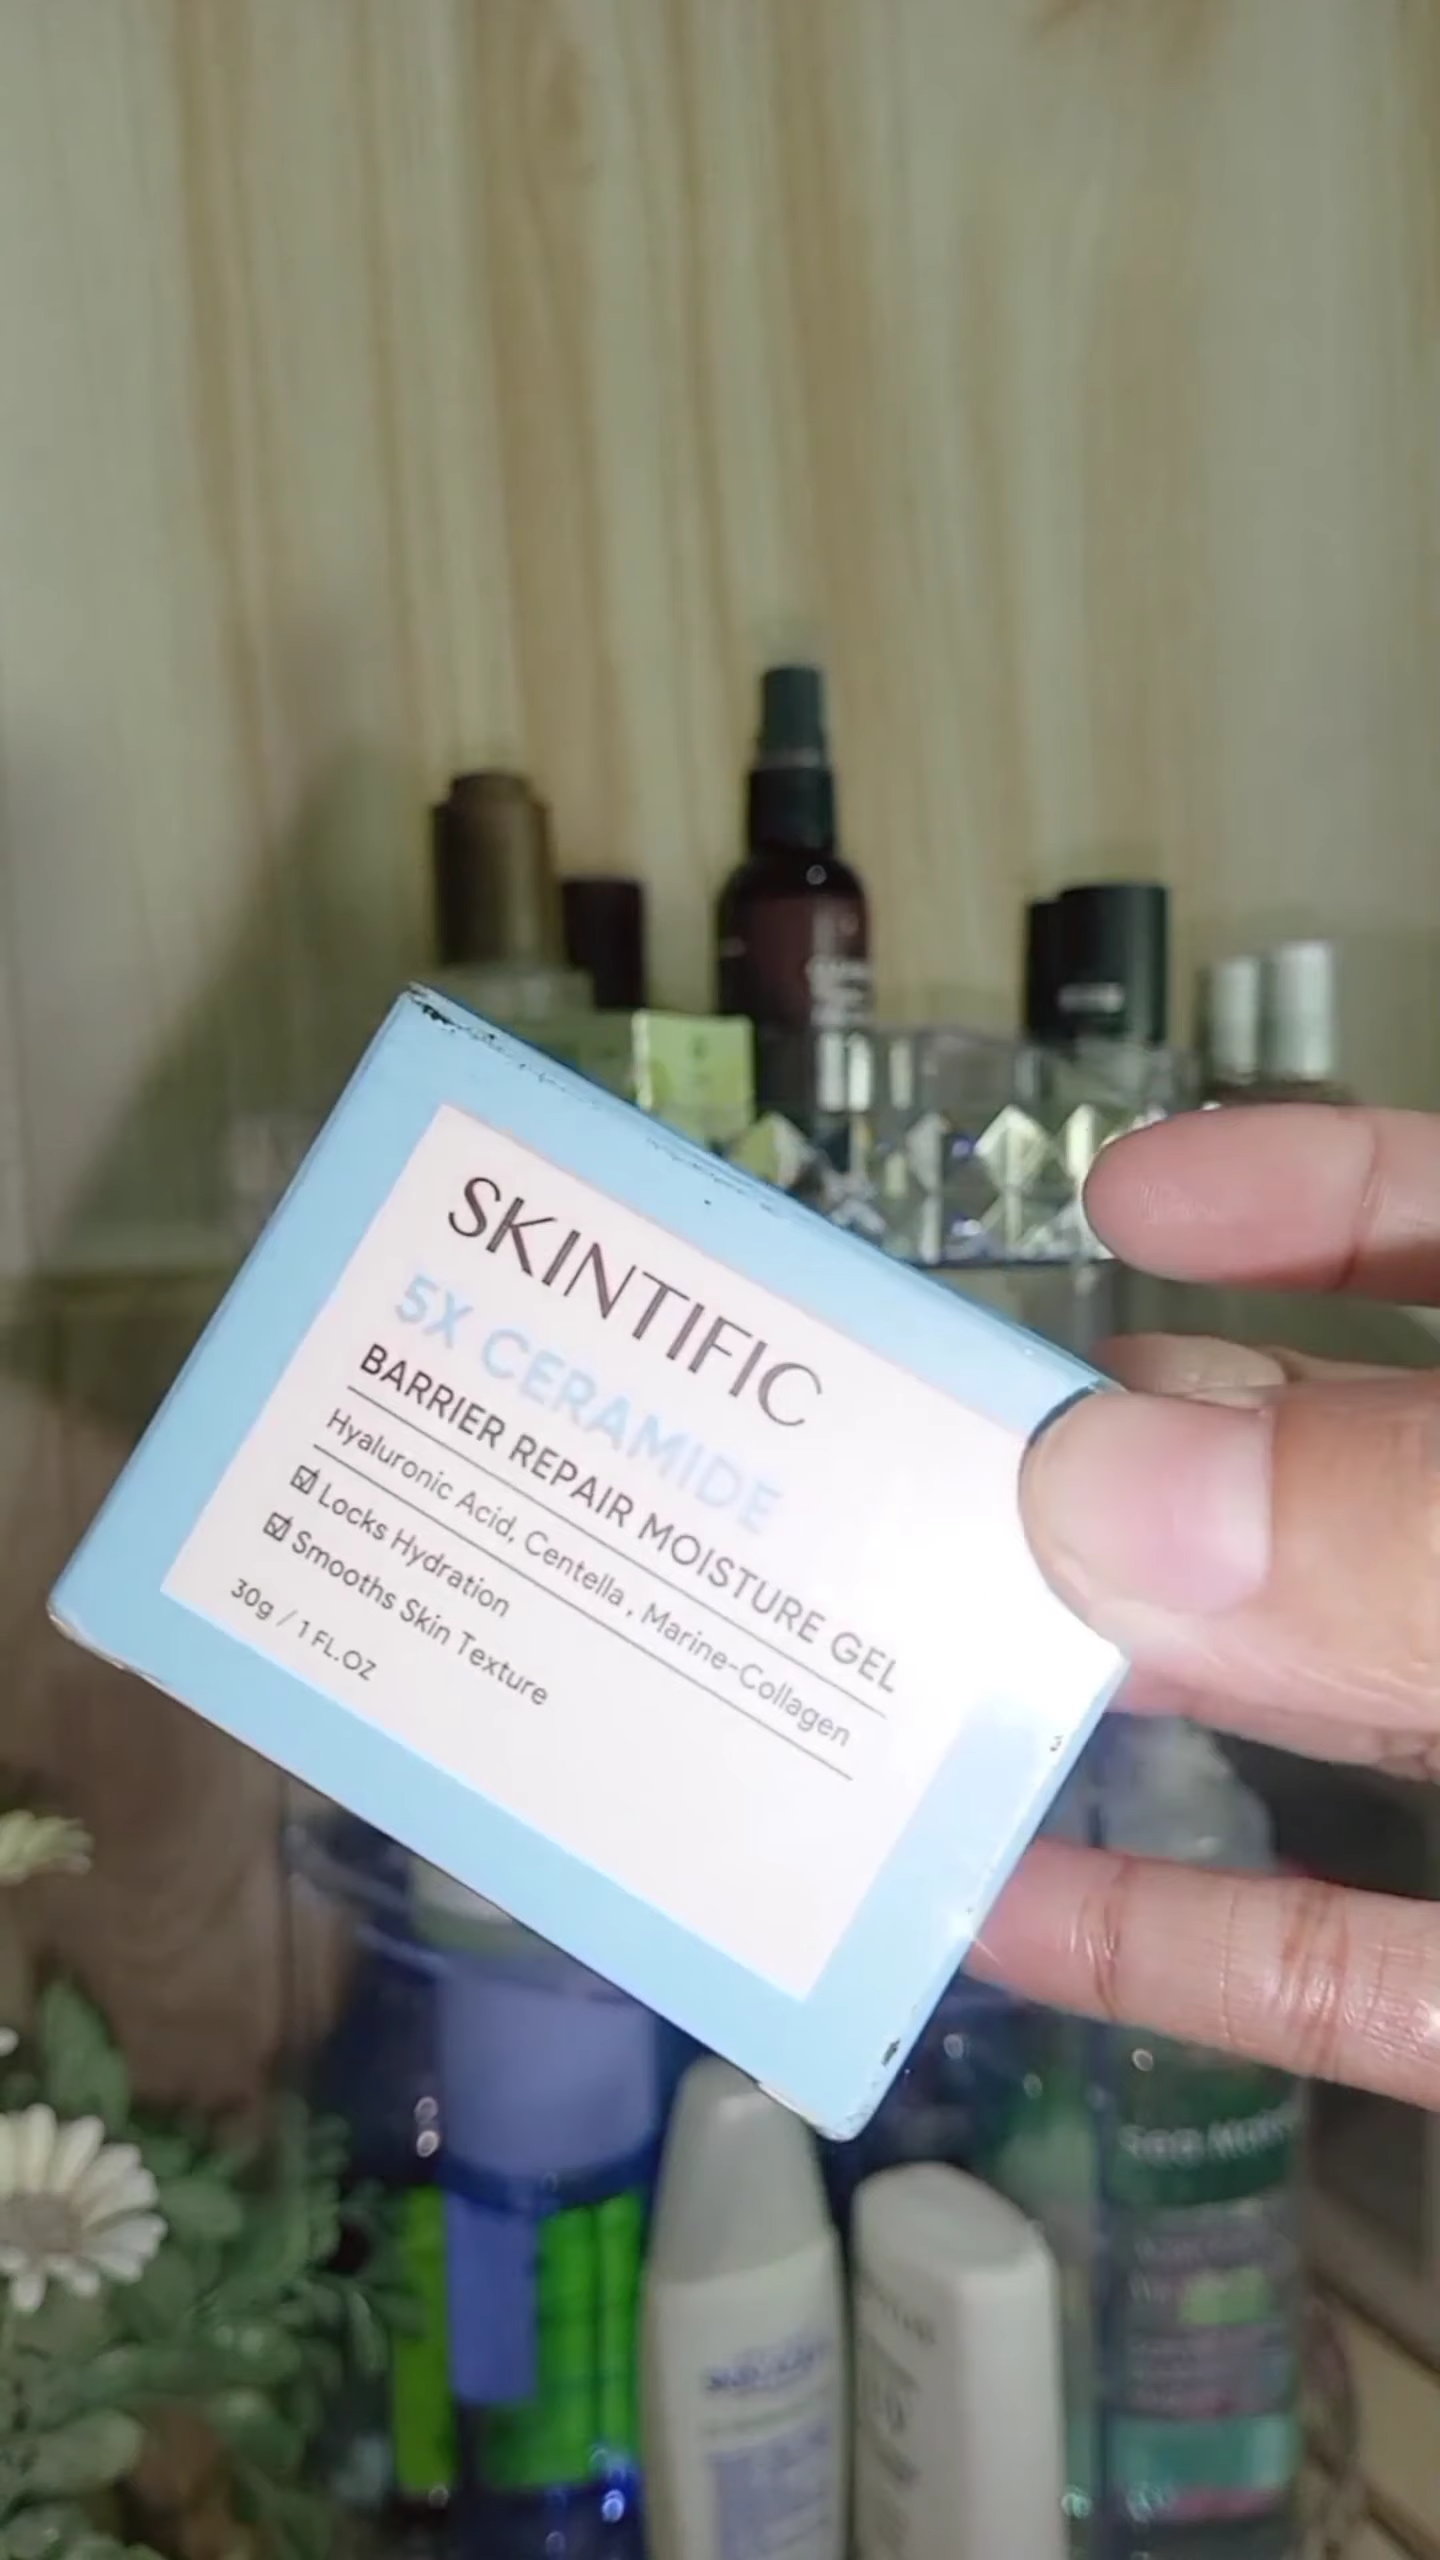 SKINTIFIC
5X CERAMIDE
BARRIER REPAIR MOISTURE GEL
Hyaluronic Acid, Centella , Marine-Collagen
☑ Locks Hydration
☑ Smooths Skin Texture
30g / 1 FL.OZ